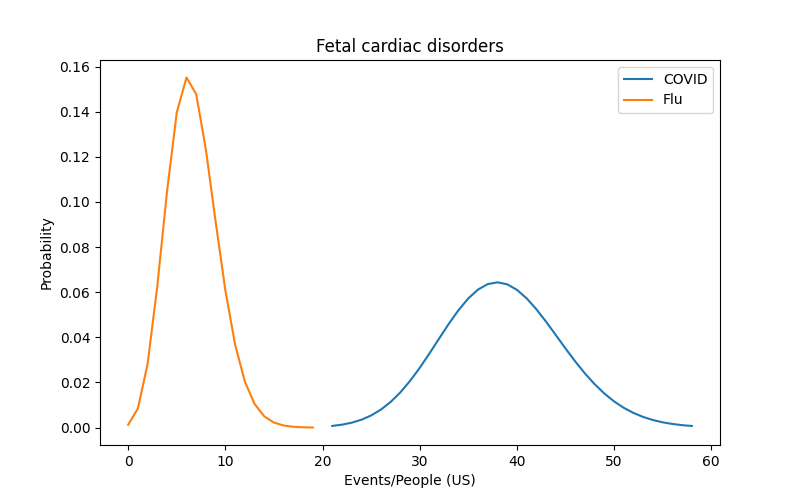 Fetal cardiac disorders
COVID
Flu
Probability
0.16
0.14
0.12
0.10
0.08
0.06
0.04
0.02
0.00
0 10 20 30 40 50 60
Events/People (US)